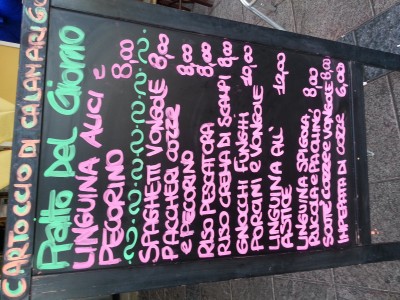 CARTOCCIO DI CALAMARI
Piatto Del Giorno
LINGUINA ALICI e
PECORINO 8,00
SPAGHETTI VONGOLE 8,00
PACCHERI COZZE
e PECORINO 8,00
RISO PESCATORA 8,00
RISO CREMA DI SCAMPI 8,00
GNOCCHI FUNGHI
PORCINI e VONGOLE 10,00
LINGUINA ALL'
ASTICE 12,00
LINGUINA SPIGOLA,
RUCOLA e PACHINO 8,00
SOUTÈ COZZE e VONGOLE 8,00
IMPEPATA DI COZZE 6,00